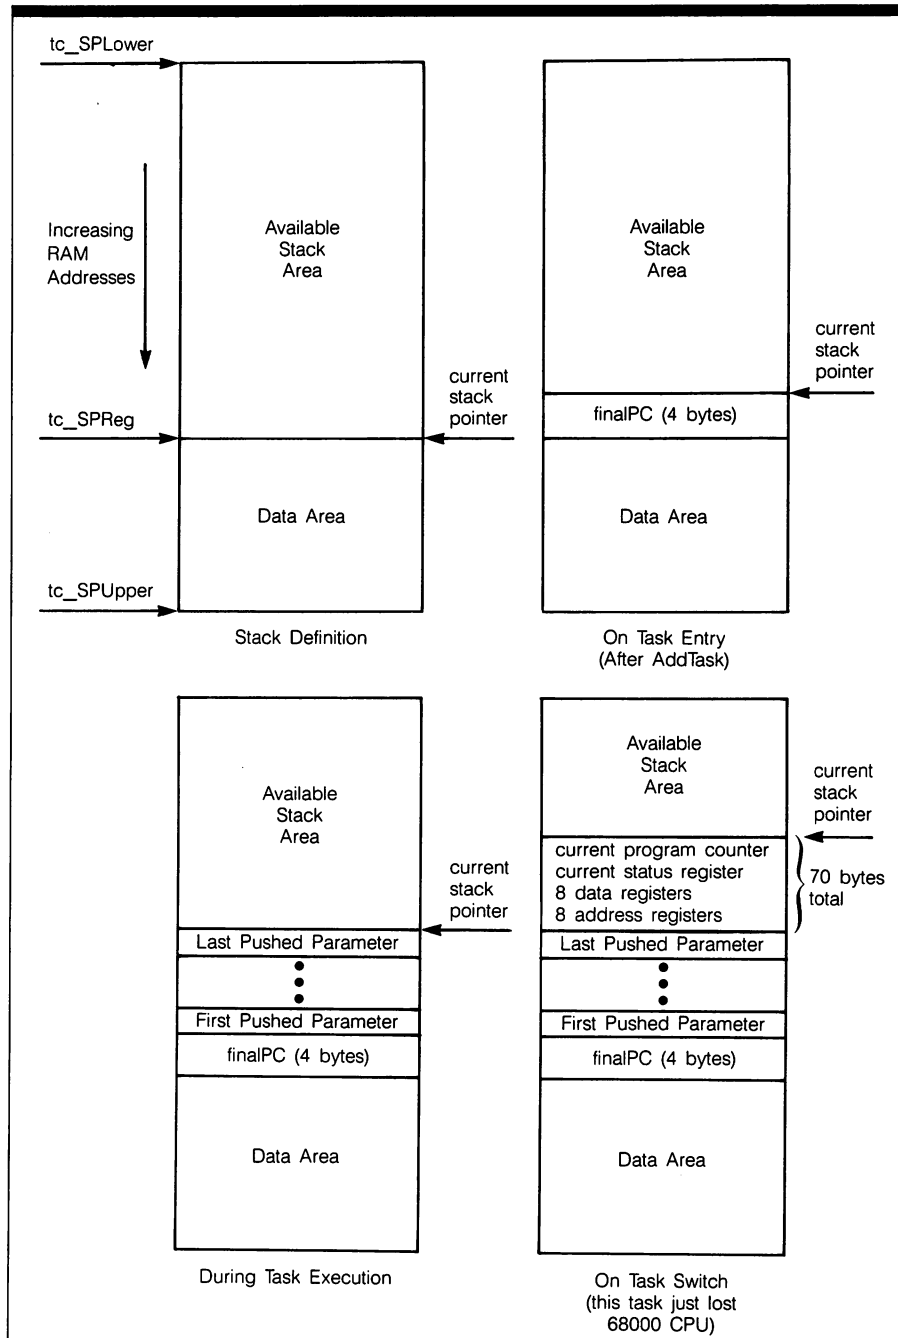 tc_SPLower
Increasing
RAM
Addresses
Available
Stack
Area
tc_SPReg
current
stack
pointer
Data Area
tc_SPUpper
Stack Definition
Available
Stack
Area
current
stack
pointer
finalPC (4 bytes)
Data Area
On Task Entry
(After AddTask)
Available
Stack
Area
current
stack
pointer
Last Pushed Parameter
First Pushed Parameter
finalPC (4 bytes)
Data Area
During Task Execution
Available
Stack
Area
current
stack
pointer
current program counter
current status register
8 data registers
8 address registers
70 bytes
total
Last Pushed Parameter
First Pushed Parameter
finalPC (4 bytes)
Data Area
On Task Switch
(this task just lost
68000 CPU)